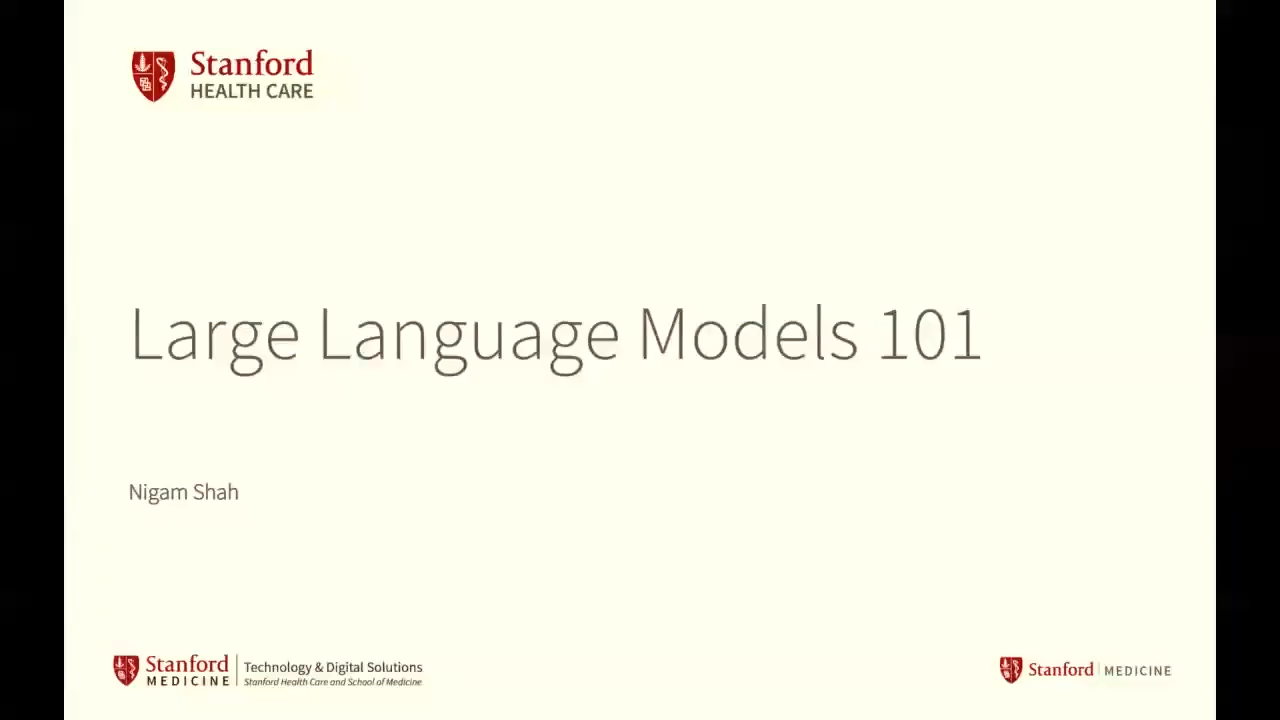 Stanford
HEALTH CARE
Large Language Models 101
Nigam Shah
Stanford
MEDICINE
Technology & Digital Solutions
Stanford Health Care and School of Medicine
Stanford MEDICINE